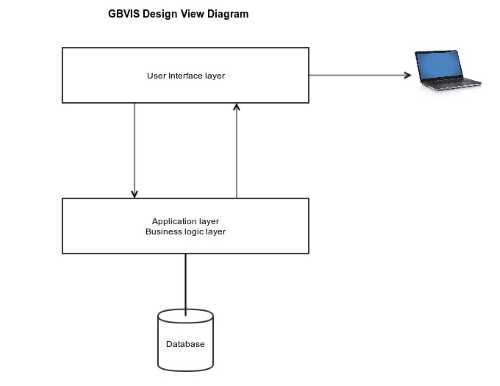 GBVIS Design View Diagram
User Interface layer
Application layer
Business logic layer
Database